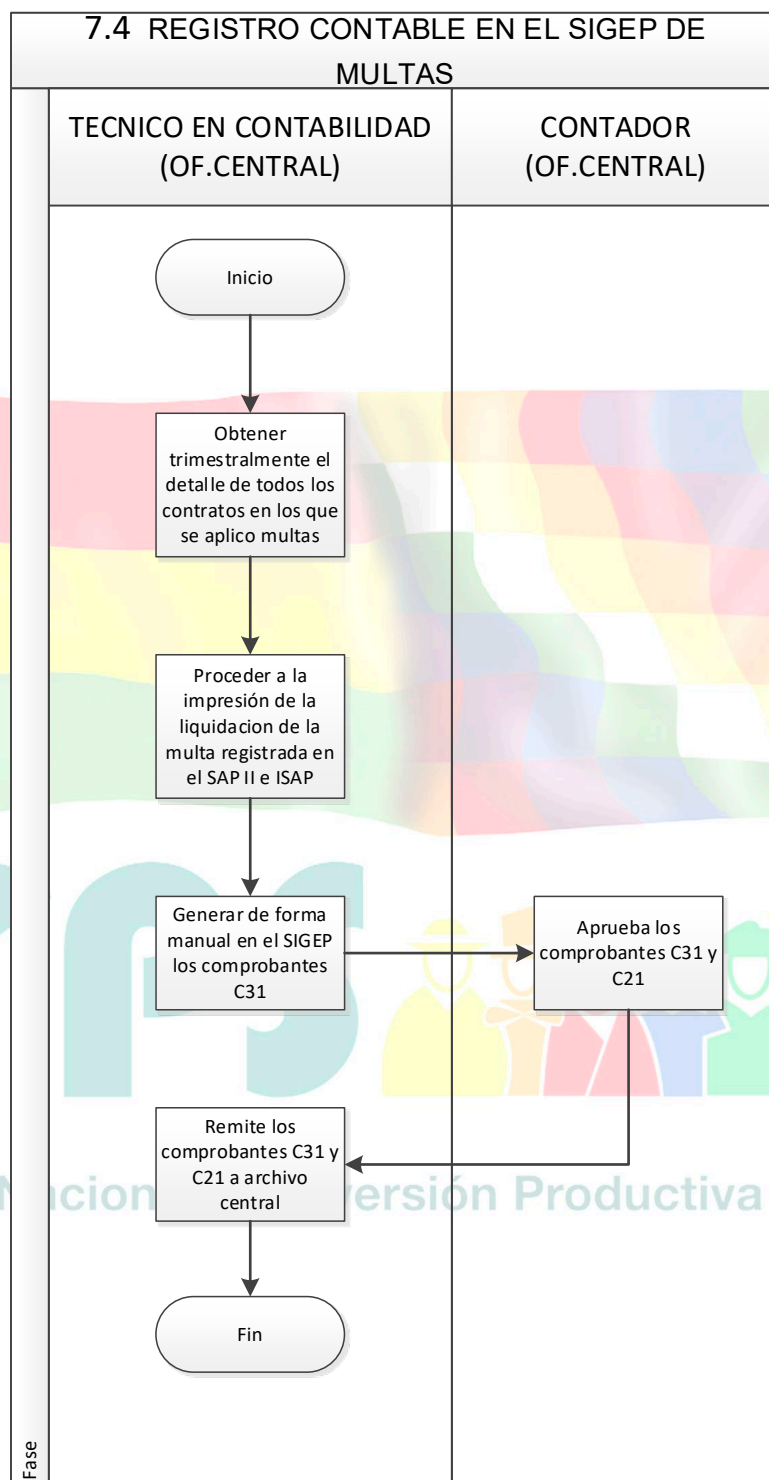 7.4 REGISTRO CONTABLE EN EL SIGEP DE
MULTAS
TECNICO EN CONTABILIDAD
(OF.CENTRAL)
CONTADOR
(OF.CENTRAL)
Inicio
Obtener
trimestralmente el
detalle de todos los
contratos en los que
se aplico multas
Proceder a la
impresión de la
liquidacion de la
multa registrada en
el SAP II e ISAP
Generar de forma
manual en el SIGEP
los comprobantes
C31
Aprueba los
comprobantes C31 y
C21
Remite los
comprobantes C31 y
C21 a archivo
central
Nacion ersión Productiva
Fin
Fase